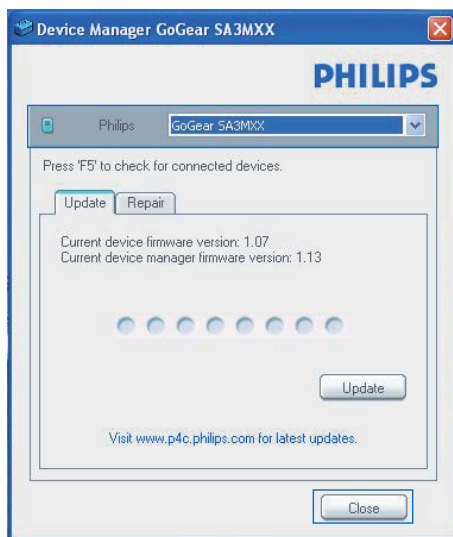 Device Manager GoGear SA3MXX
PHILIPS
Philips GoGear SA3MXX
Press 'F5' to check for connected devices.
Update Repair
Current device firmware version: 1.07
Current device manager firmware version: 1.13
Update
Visit www.p4c.philips.com for latest updates.
Close